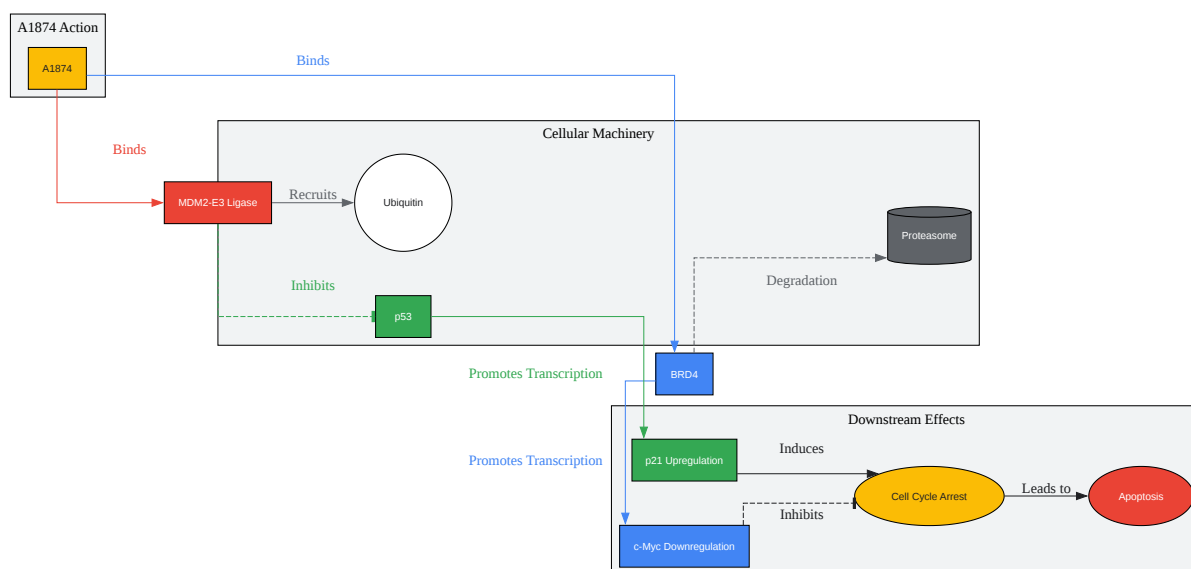 A1874 Action
A1874
Binds
Binds
Cellular Machinery
MDM2-E3 Ligase
Recruits
Ubiquitin
Proteasome
Degradation
Inhibits
p53
Promotes Transcription
BRD4
Downstream Effects
Promotes Transcription
p21 Upregulation
Induces
Cell Cycle Arrest
Leads to
Apoptosis
Inhibits
c-Myc Downregulation